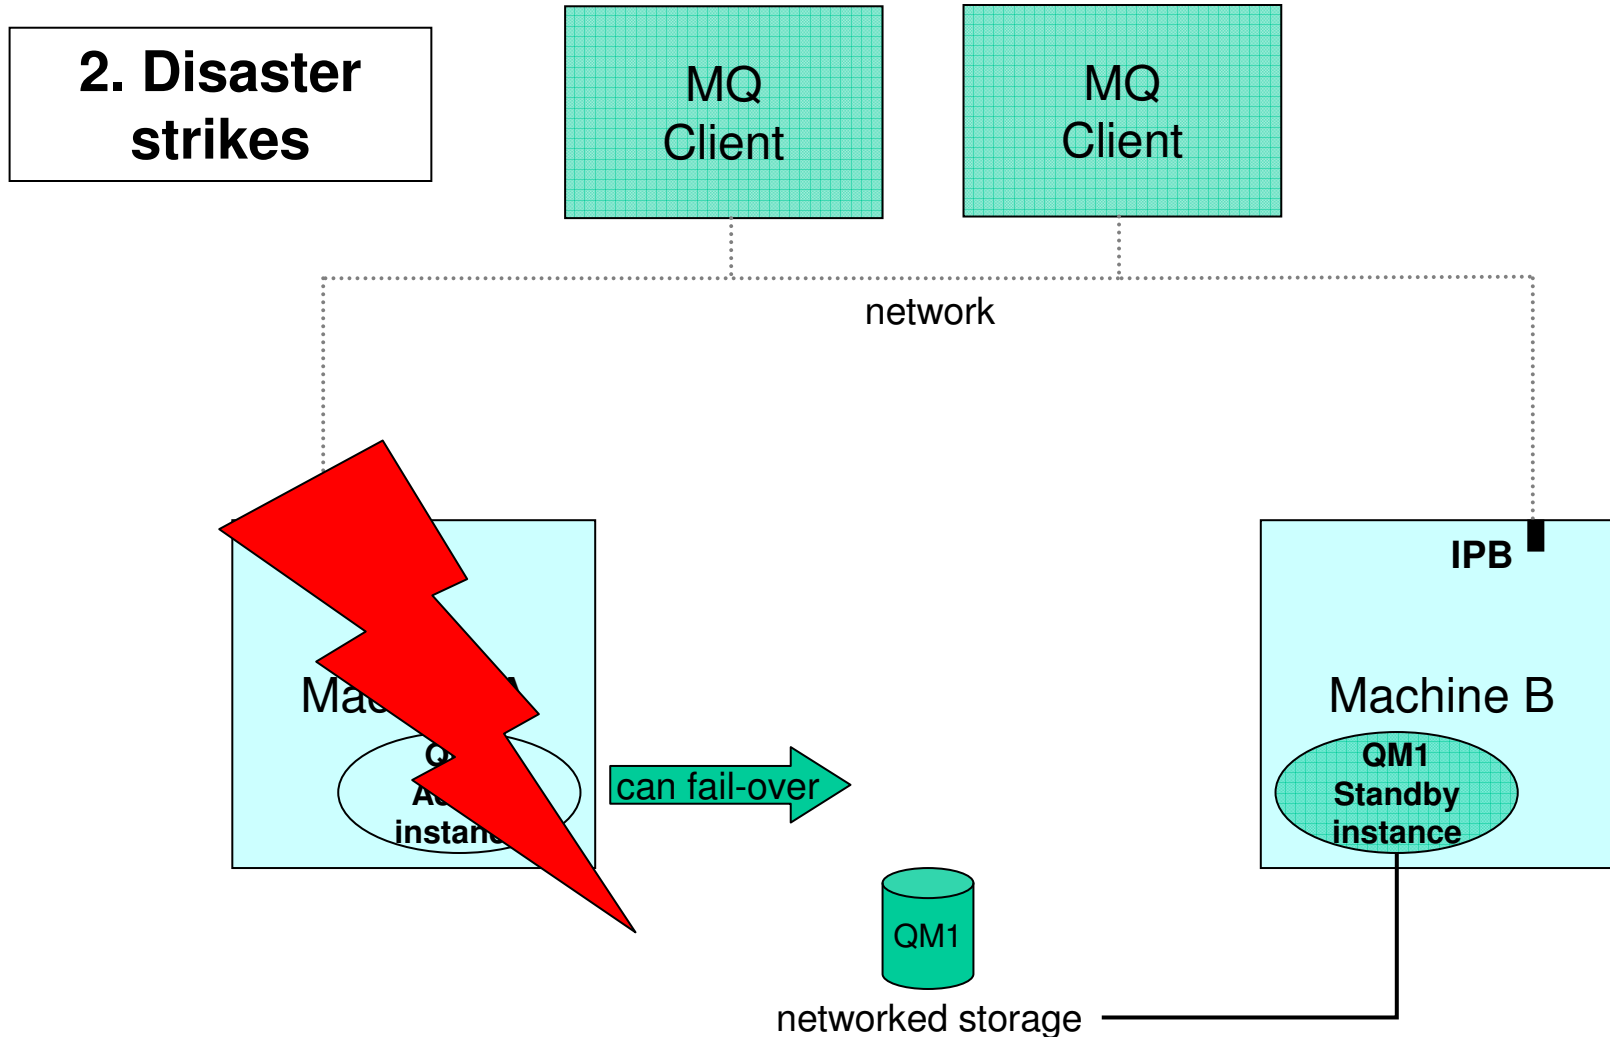 2. Disaster
strikes
MQ
Client
MQ
Client
network
IPB
Machine B
instance
can fail-over
QM1
Standby
instance
QM1
networked storage